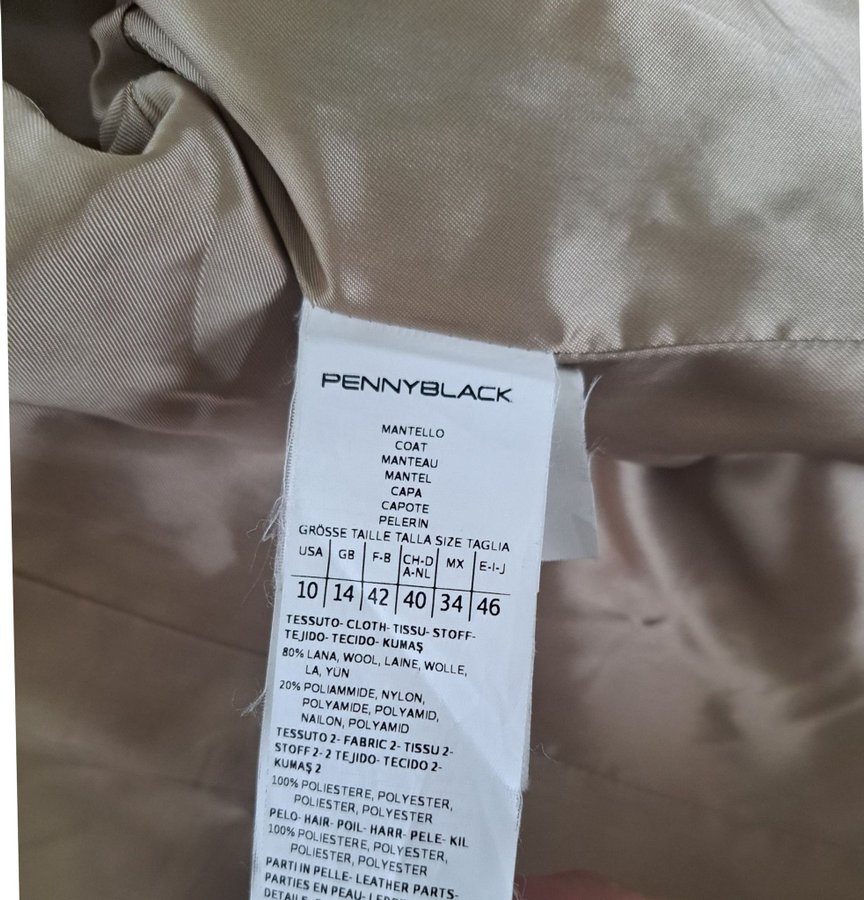 PENNYBLACK
MANTELLO
COAT
MANTEAU
MANTEL
CAPA
CAPOTE
PELERIN
GRÖSSE TAILLE TALLA SIZE TAGLIA
USA GB F-B CH-D A-NL MX E-I-J
10 14 42 40 34 46
TESSUTO- CLOTH- TISSU- STOFF-
TEJIDO- TECIDO- KUMAŞ
80% LANA, WOOL, LAINE, WOLLE,
LA, YÜN
20% POLIAMMIDE, NYLON,
POLYAMIDE, POLYAMID,
NAILON, POLYAMID
TESSUTO 2- FABRIC 2- TISSU 2-
STOFF 2- 2 TEJIDO- TECIDO 2-
KUMAŞ 2
100% POLIESTERE, POLYESTER,
POLIESTER, POLYESTER
PELO- HAIR- POIL- HARR- PELE- KIL
100% POLIESTERE, POLYESTER,
POLIESTER, POLYESTER
PARTI IN PELLE- LEATHER PARTS-
PARTIES EN PEAU-